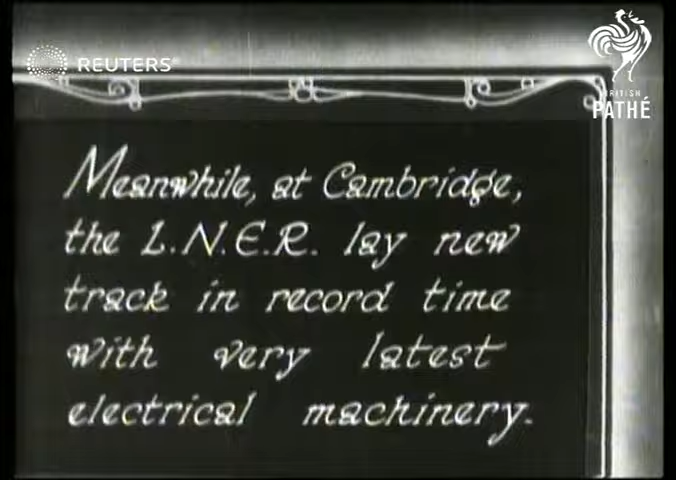 REUTERS
BRITISH
PATHÉ
Meanwhile, at Cambridge,
the L.N.E.R. lay new
track in record time
with very latest
electrical machinery.